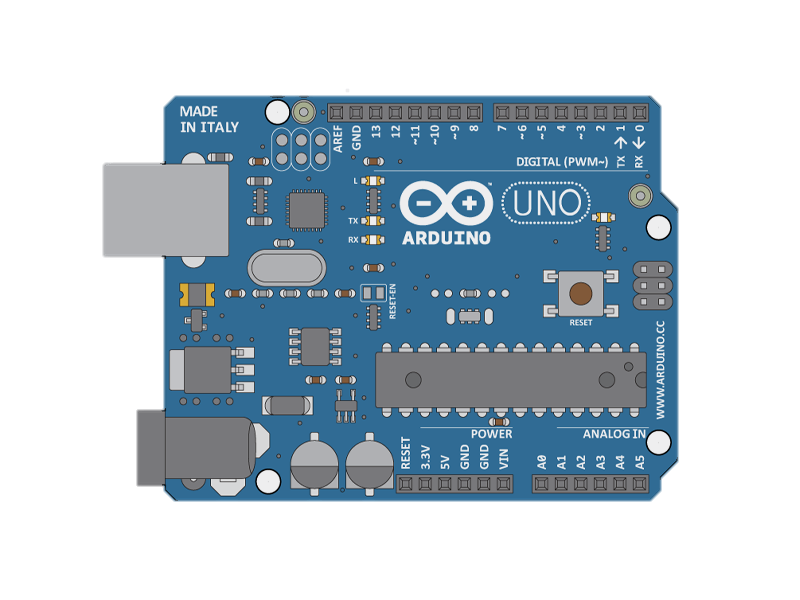 MADE
IN ITALY
AREF
GND
13
12
~11
~10
~9
8
7
~6
~5
4
~3
2
1
0
TX
RX
DIGITAL (PWM~)
L
TX
RX
ARDUINO
UNO
™
RESET-EN
RESET
WWW.ARDUINO.CC
POWER
ANALOG IN
RESET
3.3V
5V
GND
GND
VIN
A0
A1
A2
A3
A4
A5